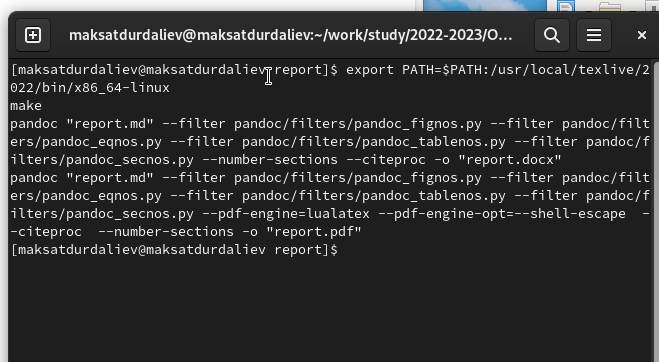 maksatdurdaliev@maksatdurdaliev:~/work/study/2022-2023/O...
[maksatdurdaliev@maksatdurdaliev report]$ export PATH=$PATH:/usr/local/texlive/2
022/bin/x86_64-linux
make
pandoc "report.md" --filter pandoc/filters/pandoc_fignos.py --filter pandoc/filt
ers/pandoc_eqnos.py --filter pandoc/filters/pandoc_tablenos.py --filter pandoc/f
ilters/pandoc_secnos.py --number-sections --citeproc -o "report.docx"
pandoc "report.md" --filter pandoc/filters/pandoc_fignos.py --filter pandoc/filt
ers/pandoc_eqnos.py --filter pandoc/filters/pandoc_tablenos.py --filter pandoc/f
ilters/pandoc_secnos.py --pdf-engine=lualatex --pdf-engine-opt=--shell-escape  -
-citeproc  --number-sections -o "report.pdf"
[maksatdurdaliev@maksatdurdaliev report]$